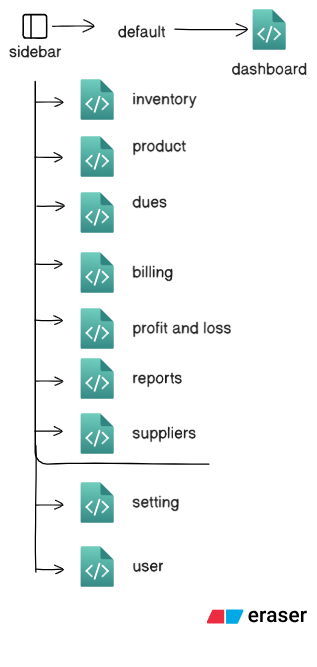 sidebar
default
dashboard
inventory
product
dues
billing
profit and loss
reports
suppliers
setting
user
eraser